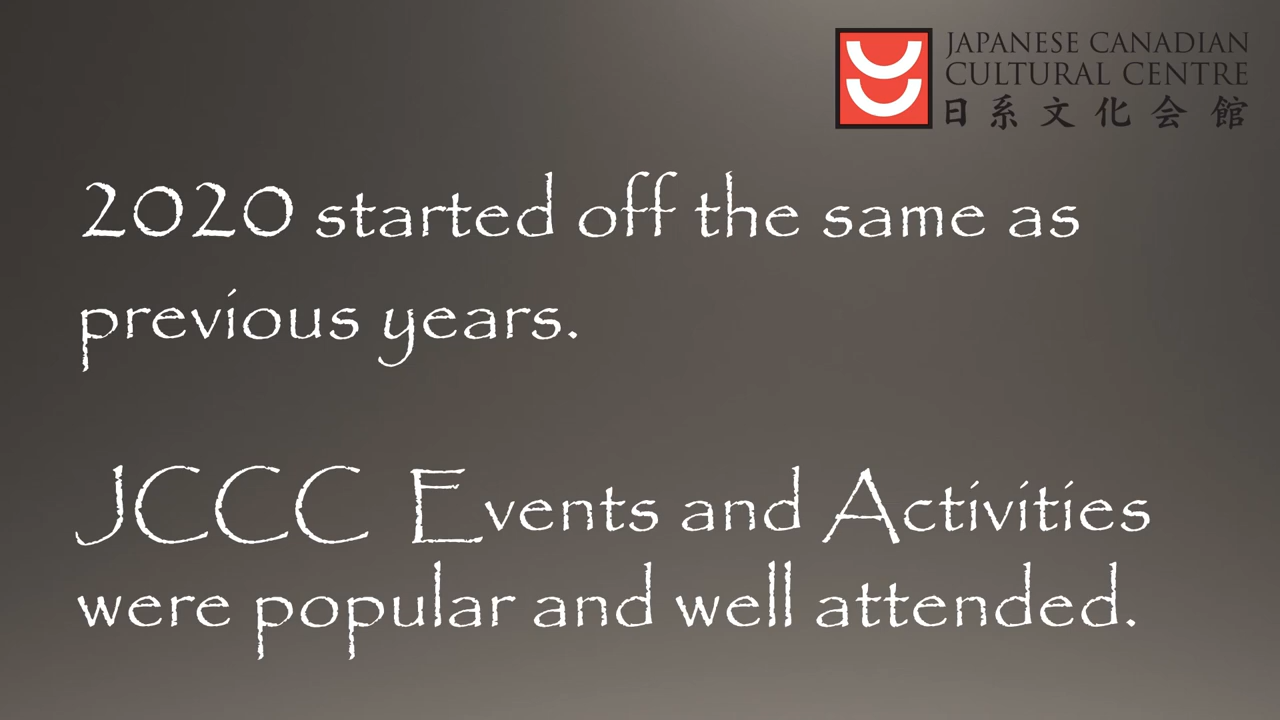 JAPANESE CANADIAN
CULTURAL CENTRE
日系文化会館
2020 started off the same as
previous years.
JCCC Events and Activities
were popular and well attended.